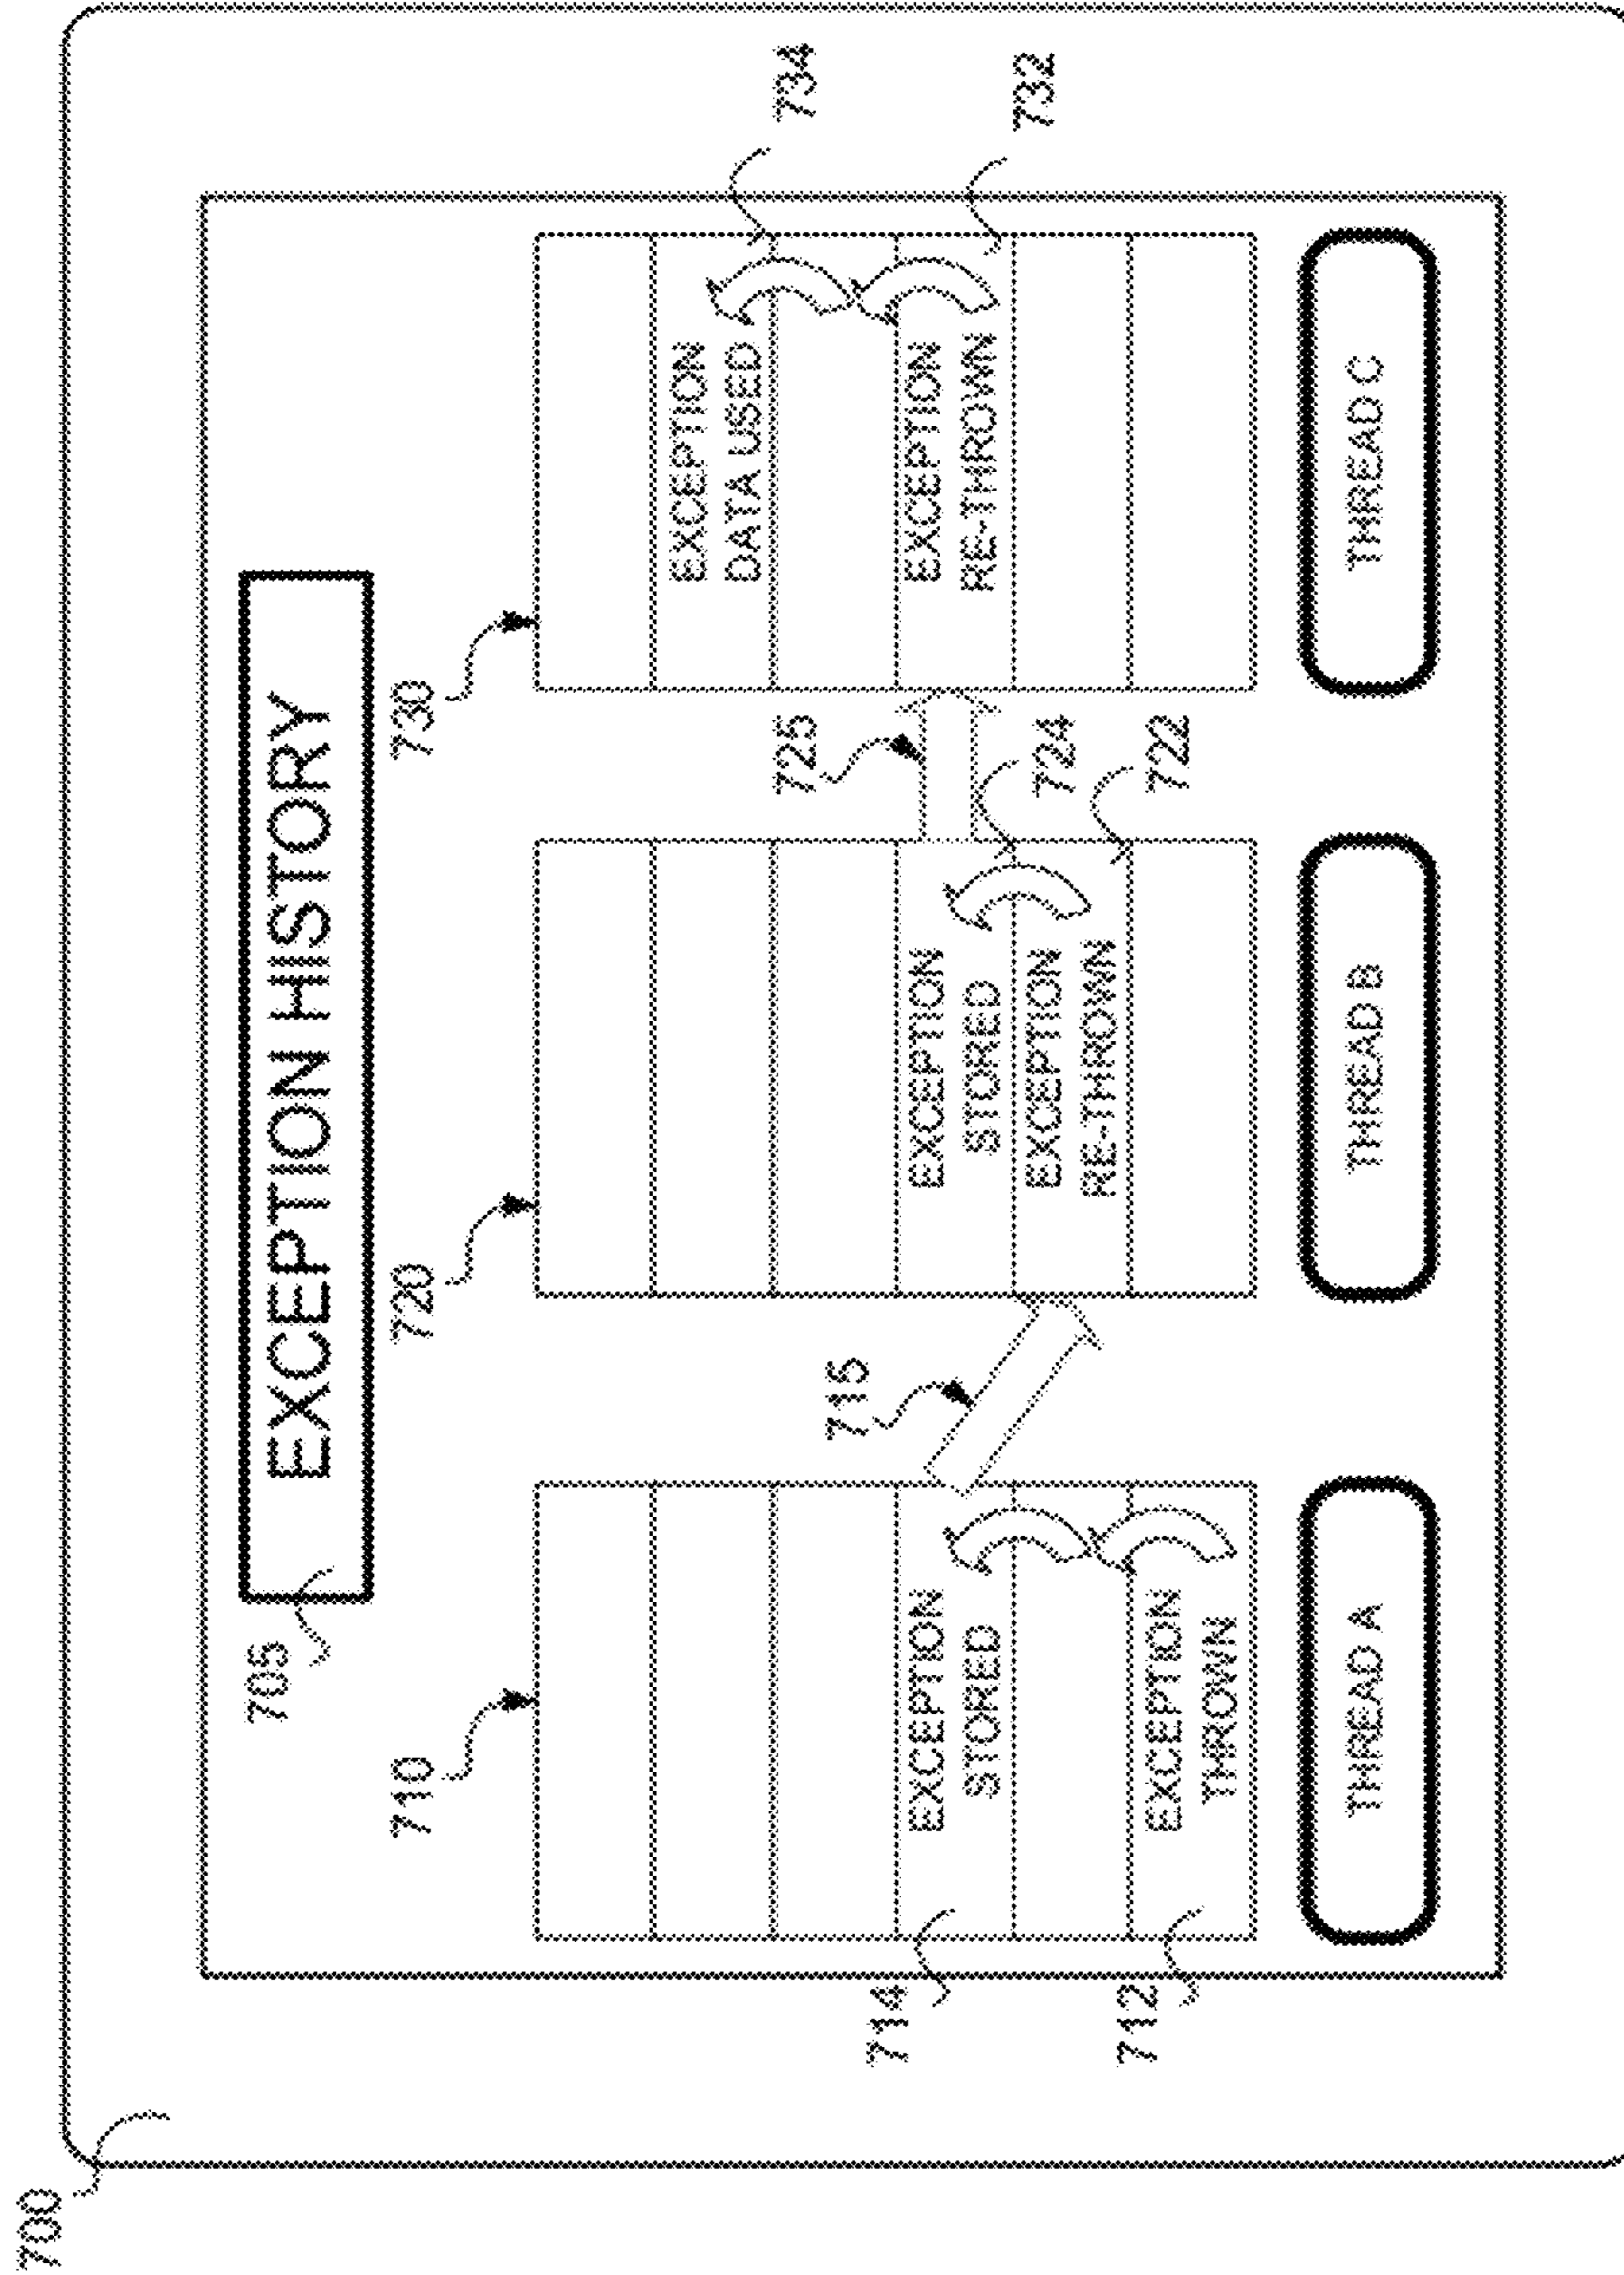 700
705
EXCEPTION HISTORY
710
720
730
734
EXCEPTION
DATA USED
715
725
714
EXCEPTION
STORED
EXCEPTION
STORED
EXCEPTION
RE-THROWN
732
724
EXCEPTION
RE-THROWN
722
712
EXCEPTION
THROWN
THREAD A
THREAD B
THREAD C